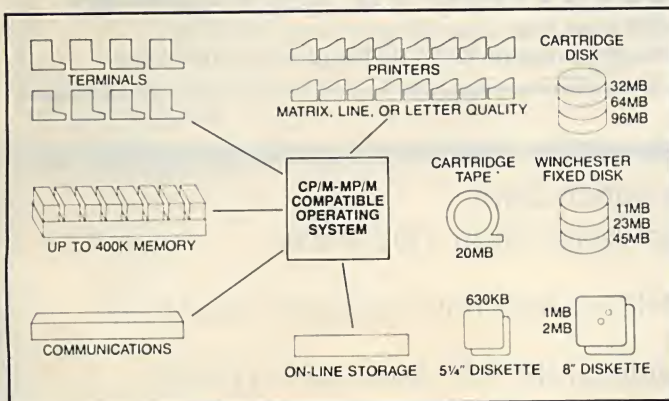 TERMINALS
PRINTERS
MATRIX, LINE, OR LETTER QUALITY
CARTRIDGE
DISK
32MB
64MB
96MB
CP/M-MP/M
COMPATIBLE
OPERATING
SYSTEM
UP TO 400K MEMORY
CARTRIDGE
TAPE
20MB
WINCHESTER
FIXED DISK
11MB
23MB
45MB
COMMUNICATIONS
ON-LINE STORAGE
630KB
5¼" DISKETTE
1MB
2MB
8" DISKETTE